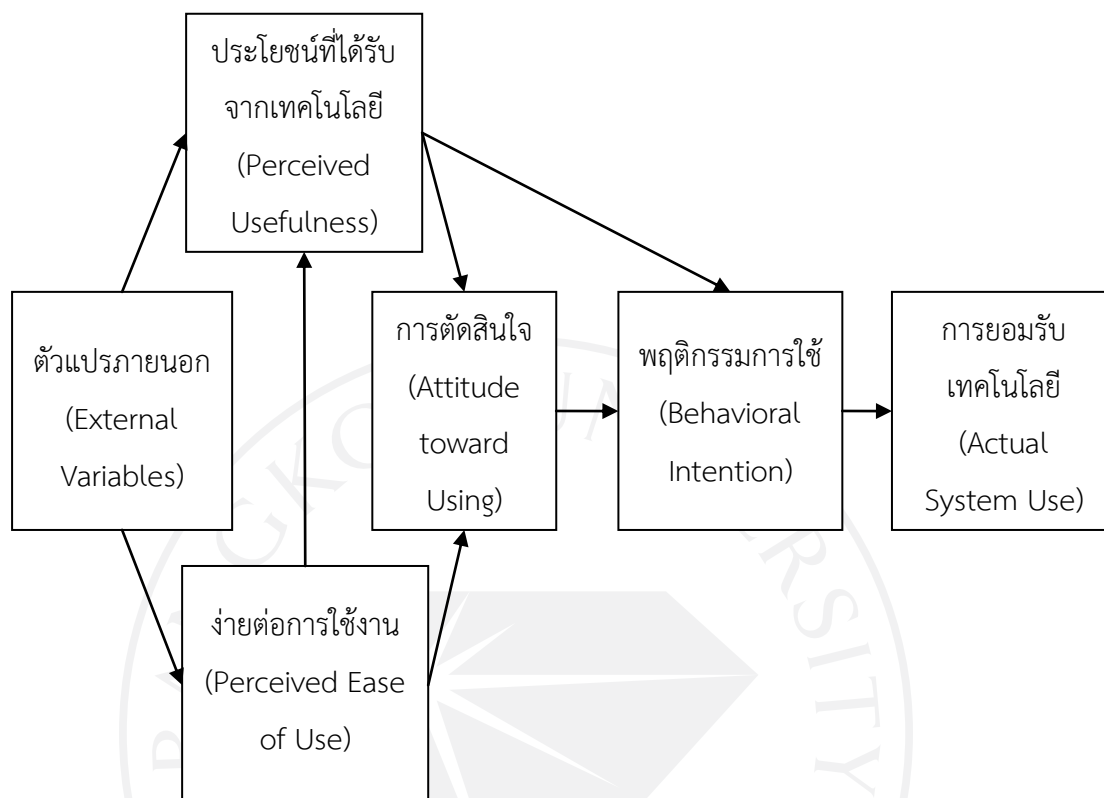 ประโยชน์ที่ได้รับ
จากเทคโนโลยี
(Perceived
Usefulness)
ตัวแปรภายนอก
(External
Variables)
การตัดสินใจ
(Attitude
toward
Using)
พฤติกรรมการใช้
(Behavioral
Intention)
การยอมรับ
เทคโนโลยี
(Actual
System Use)
ง่ายต่อการใช้งาน
(Perceived Ease
of Use)